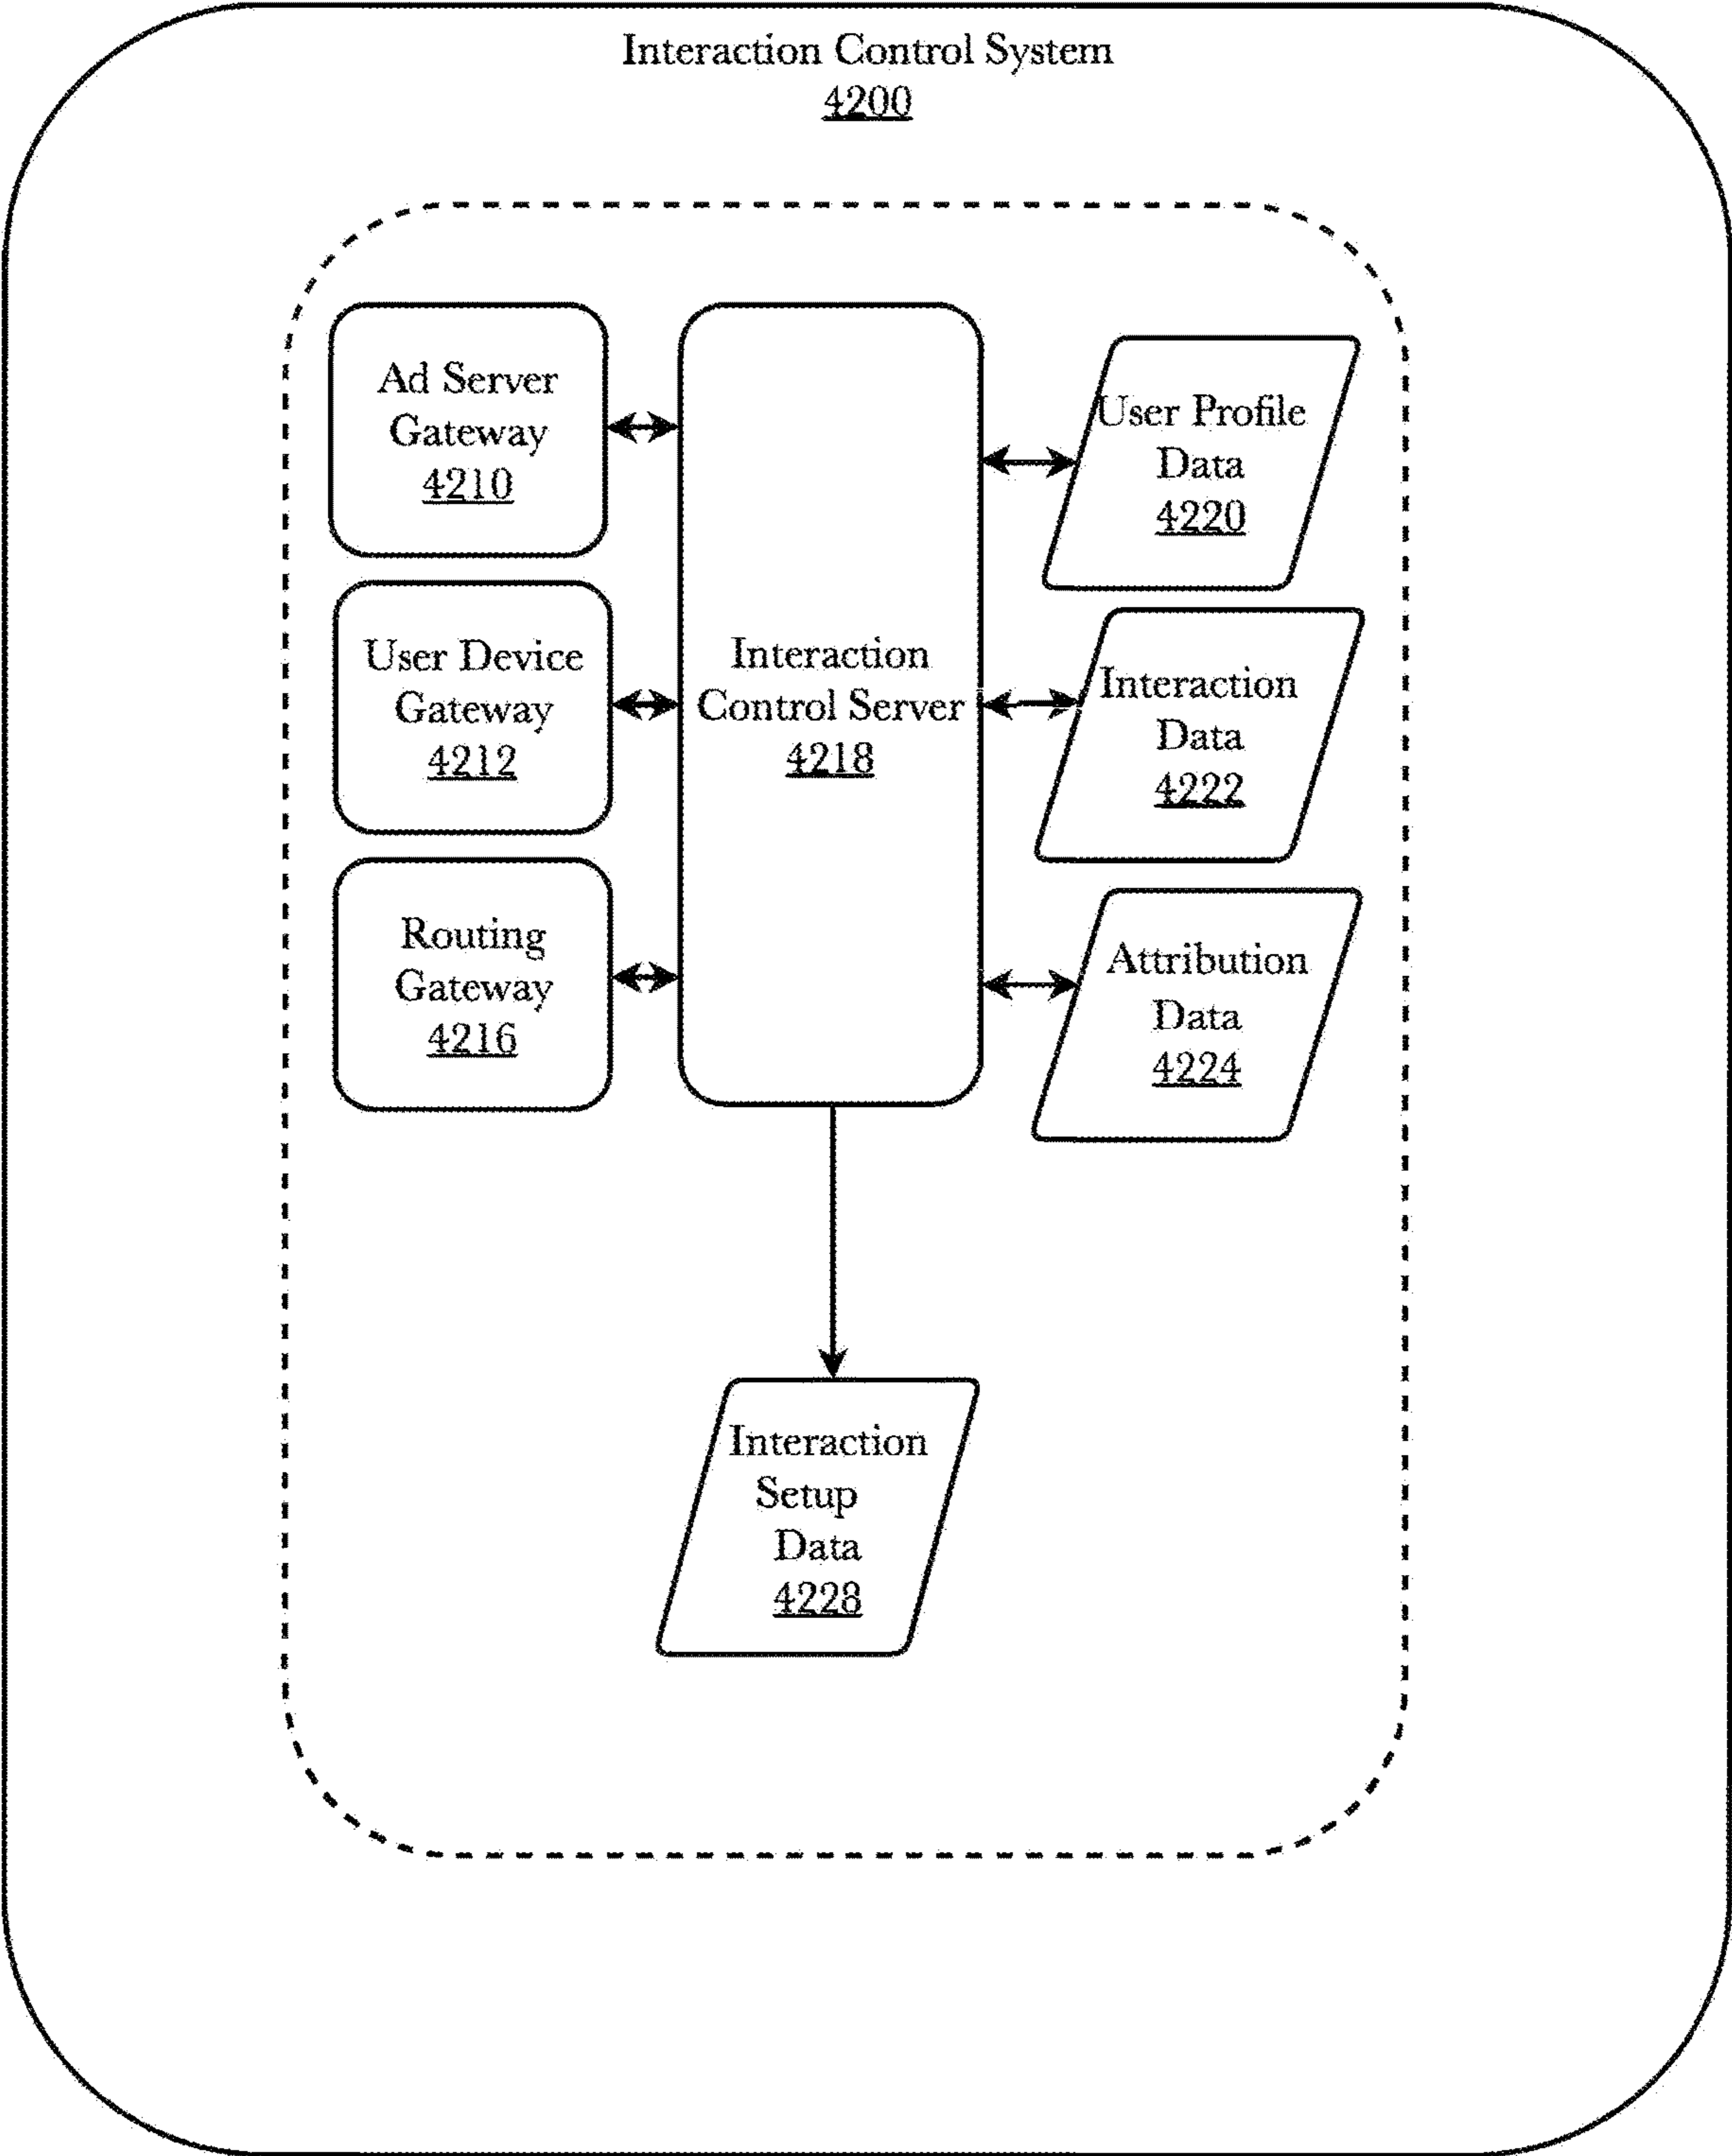 Interaction Control System
4200
Ad Server
Gateway
4210
User Device
Gateway
4212
Routing
Gateway
4216
Interaction
Control Server
4218
User Profile
Data
4220
Interaction
Data
4222
Attribution
Data
4224
Interaction
Setup
Data
4228